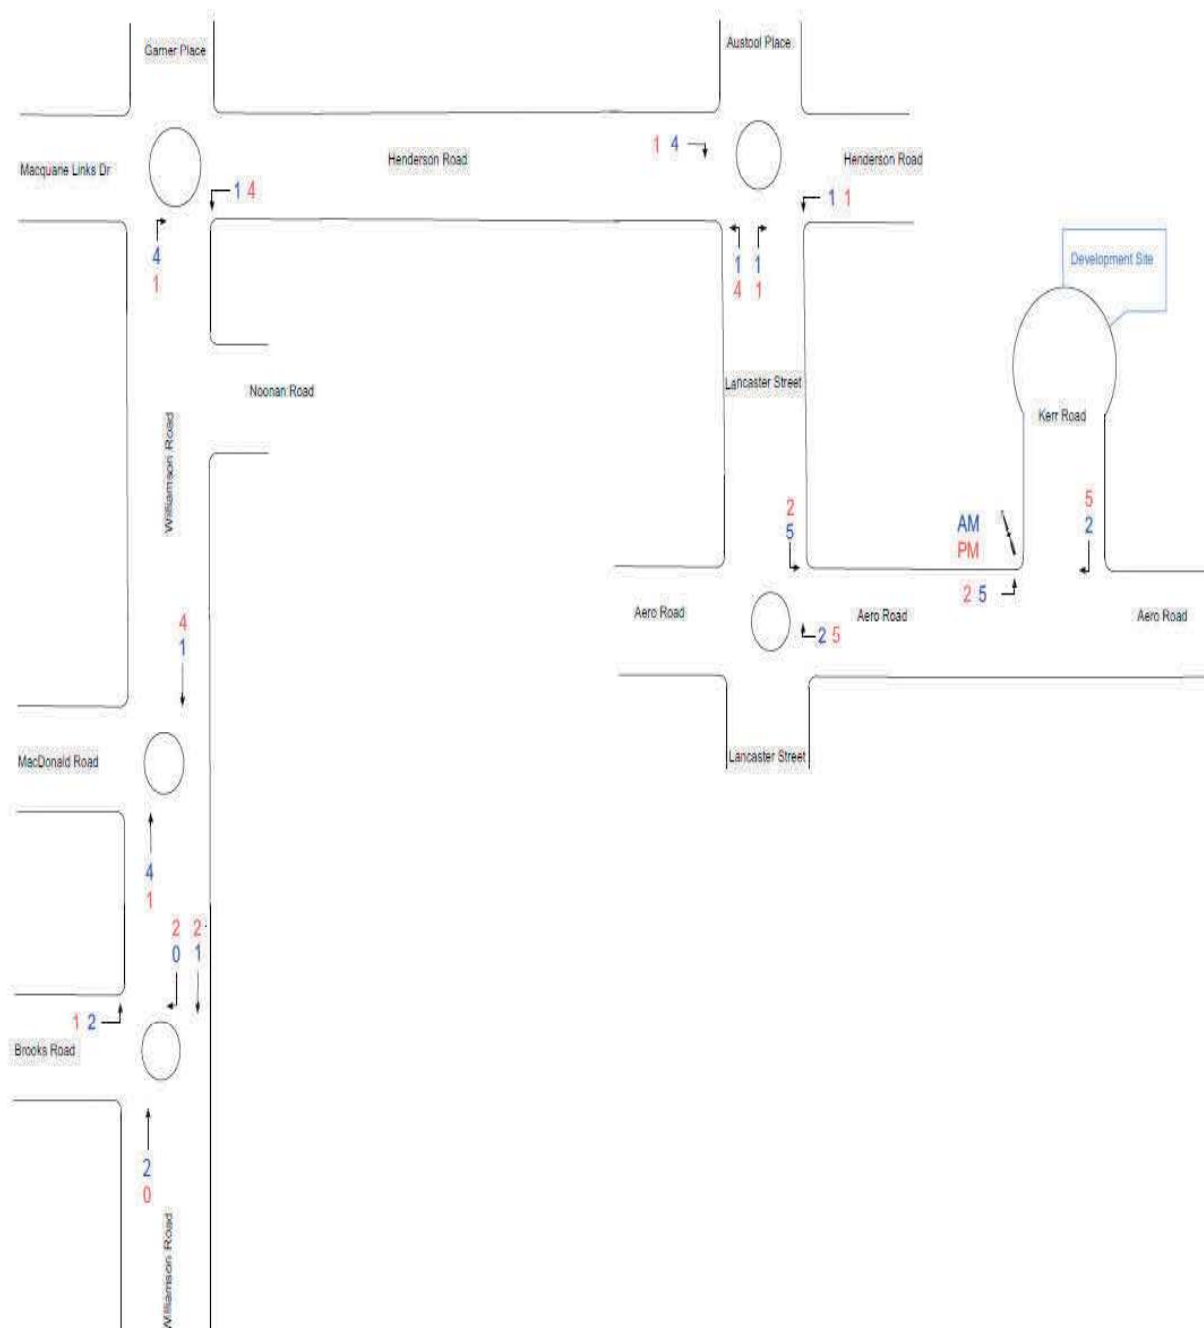 Garner Place
Austool Place
1 4
Macquarie Links Dr
Henderson Road
Henderson Road
1 4
1 1
4
1
1 1
4 1
Development Site
Lancaster Street
Noonan Road
Kerr Road
Williamson Road
2
5
AM
PM
5
2
2 5
Aero Road
Aero Road
Aero Road
2 5
4
1
MacDonald Road
Lancaster Street
4
1
2 2
0 1
1 2
Brooks Road
2
0
Williamson Road